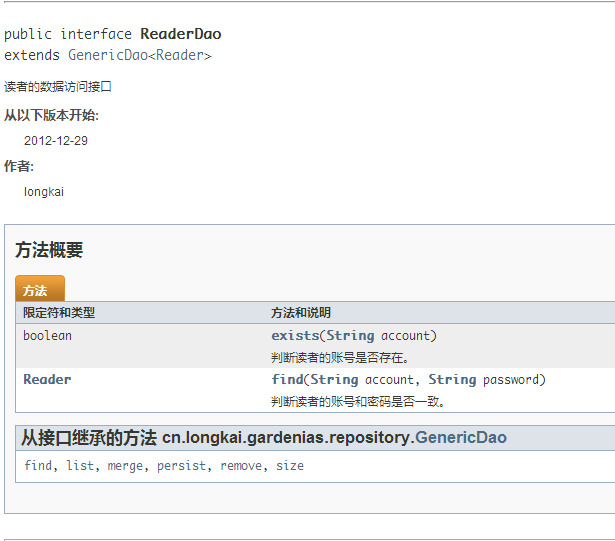 public interface ReaderDao
extends GenericDao<Reader>
读者的数据访问接口
从以下版本开始:
2012-12-29
作者:
longkai
方法概要
方法
限定符和类型 方法和说明
boolean exists(String account)
判断读者的账号是否存在。
Reader find(String account, String password)
判断读者的账号和密码是否一致。
从接口继承的方法 cn.longkai.gardenias.repository.GenericDao
find, list, merge, persist, remove, size